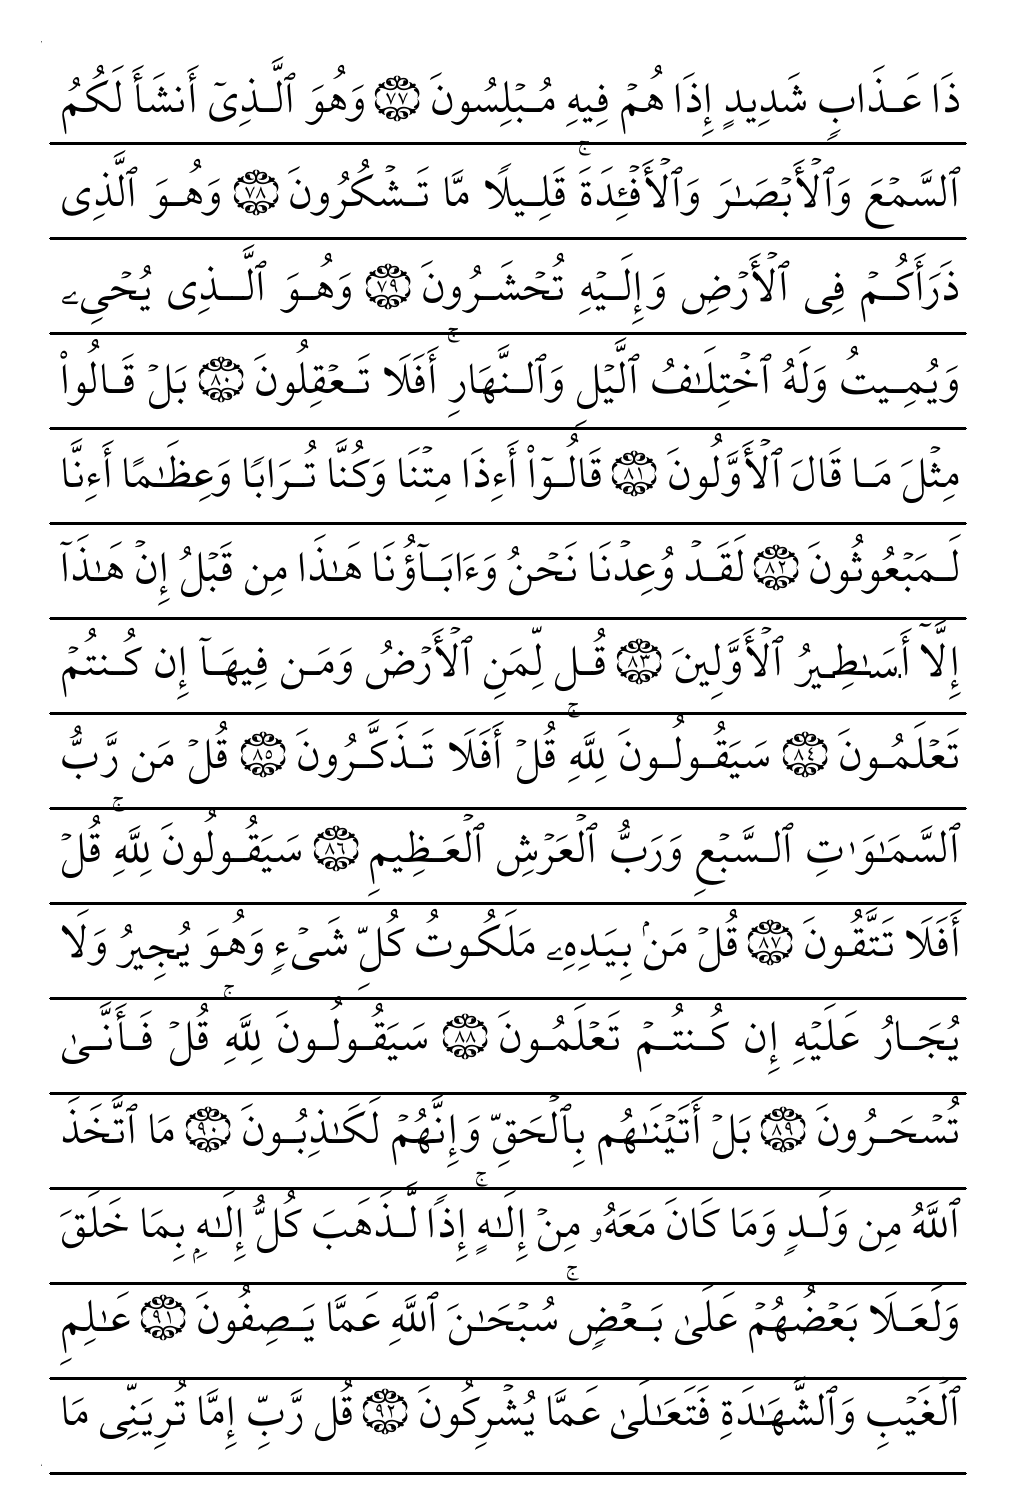 ذَا عَذَابٍ شَدِيدٍ إِذَا هُمۡ فِيهِ مُبۡلِسُونَ ٧٧ وَهُوَ ٱلَّذِيٓ أَنشَأَ لَكُمُ
ٱلسَّمۡعَ وَٱلۡأَبۡصَٰرَ وَٱلۡأَفۡـِٔدَةَۚ قَلِيلًا مَّا تَشۡكُرُونَ ٧٨ وَهُوَ ٱلَّذِي
ذَرَأَكُمۡ فِي ٱلۡأَرۡضِ وَإِلَيۡهِ تُحۡشَرُونَ ٧٩ وَهُوَ ٱلَّذِي يُحۡيِۦ
وَيُمِيتُ وَلَهُ ٱخۡتِلَٰفُ ٱلَّيۡلِ وَٱلنَّهَارِۚ أَفَلَا تَعۡقِلُونَ ٨٠ بَلۡ قَالُواْ
مِثۡلَ مَا قَالَ ٱلۡأَوَّلُونَ ٨١ قَالُوٓاْ أَءِذَا مِتۡنَا وَكُنَّا تُرَابًا وَعِظَٰمًا أَءِنَّا
لَمَبۡعُوثُونَ ٨٢ لَقَدۡ وُعِدۡنَا نَحۡنُ وَءَابَآؤُنَا هَٰذَا مِن قَبۡلُ إِنۡ هَٰذَآ
إِلَّآ أَسَٰطِيرُ ٱلۡأَوَّلِينَ ٨٣ قُل لِّمَنِ ٱلۡأَرۡضُ وَمَن فِيهَآ إِن كُنتُمۡ
تَعۡلَمُونَ ٨٤ سَيَقُولُونَ لِلَّهِۚ قُلۡ أَفَلَا تَذَكَّرُونَ ٨٥ قُلۡ مَن رَّبُّ
ٱلسَّمَٰوَٰتِ ٱلسَّبۡعِ وَرَبُّ ٱلۡعَرۡشِ ٱلۡعَظِيمِ ٨٦ سَيَقُولُونَ لِلَّهِۚ قُلۡ
أَفَلَا تَتَّقُونَ ٨٧ قُلۡ مَنۢ بِيَدِهِۦ مَلَكُوتُ كُلِّ شَيۡءٖ وَهُوَ يُجِيرُ وَلَا
يُجَارُ عَلَيۡهِ إِن كُنتُمۡ تَعۡلَمُونَ ٨٨ سَيَقُولُونَ لِلَّهِۚ قُلۡ فَأَنَّىٰ
تُسۡحَرُونَ ٨٩ بَلۡ أَتَيۡنَٰهُم بِٱلۡحَقِّ وَإِنَّهُمۡ لَكَٰذِبُونَ ٩٠ مَا ٱتَّخَذَ
ٱللَّهُ مِن وَلَدٍ وَمَا كَانَ مَعَهُۥ مِنۡ إِلَٰهٍۚ إِذًا لَّذَهَبَ كُلُّ إِلَٰهِۭ بِمَا خَلَقَ
وَلَعَلَا بَعۡضُهُمۡ عَلَىٰ بَعۡضٍۚ سُبۡحَٰنَ ٱللَّهِ عَمَّا يَصِفُونَ ٩١ عَٰلِمِ
ٱلۡغَيۡبِ وَٱلشَّهَٰدَةِ فَتَعَٰلَىٰ عَمَّا يُشۡرِكُونَ ٩٢ قُل رَّبِّ إِمَّا تُرِيَنِّي مَا